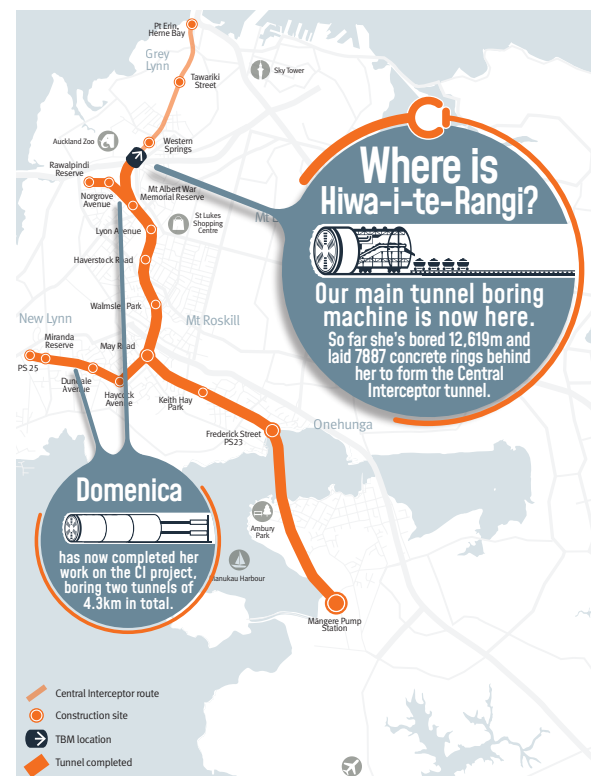 Pt Erin,
Herne Bay
Grey
Lynn
Sky Tower
Tawariki
Street
Auckland Zoo
Western
Springs
Rawalpindi
Reserve
Norgrove
Avenue
Mt Albert War
Memorial Reserve
Lyon Avenue
St Lukes
Shopping
Centre
Haverstock Road
Walmsley Park
Mt Roskill
New Lynn
Miranda
Reserve
May Road
PS 25
Dundale
Avenue
Haycock
Avenue
Keith Hay
Park
Frederick Street
PS23
Onehunga
Ambury
Park
Manukau Harbour
Māngere Pump
Station
Where is
Hiwa-i-te-Rangi?
Our main tunnel boring
machine is now here.
So far she's bored 12,619m and
laid 7887 concrete rings behind
her to form the Central
Interceptor tunnel.
Domenica
has now completed her
work on the CI project,
boring two tunnels of
4.3km in total.
Central Interceptor route
Construction site
TBM location
Tunnel completed